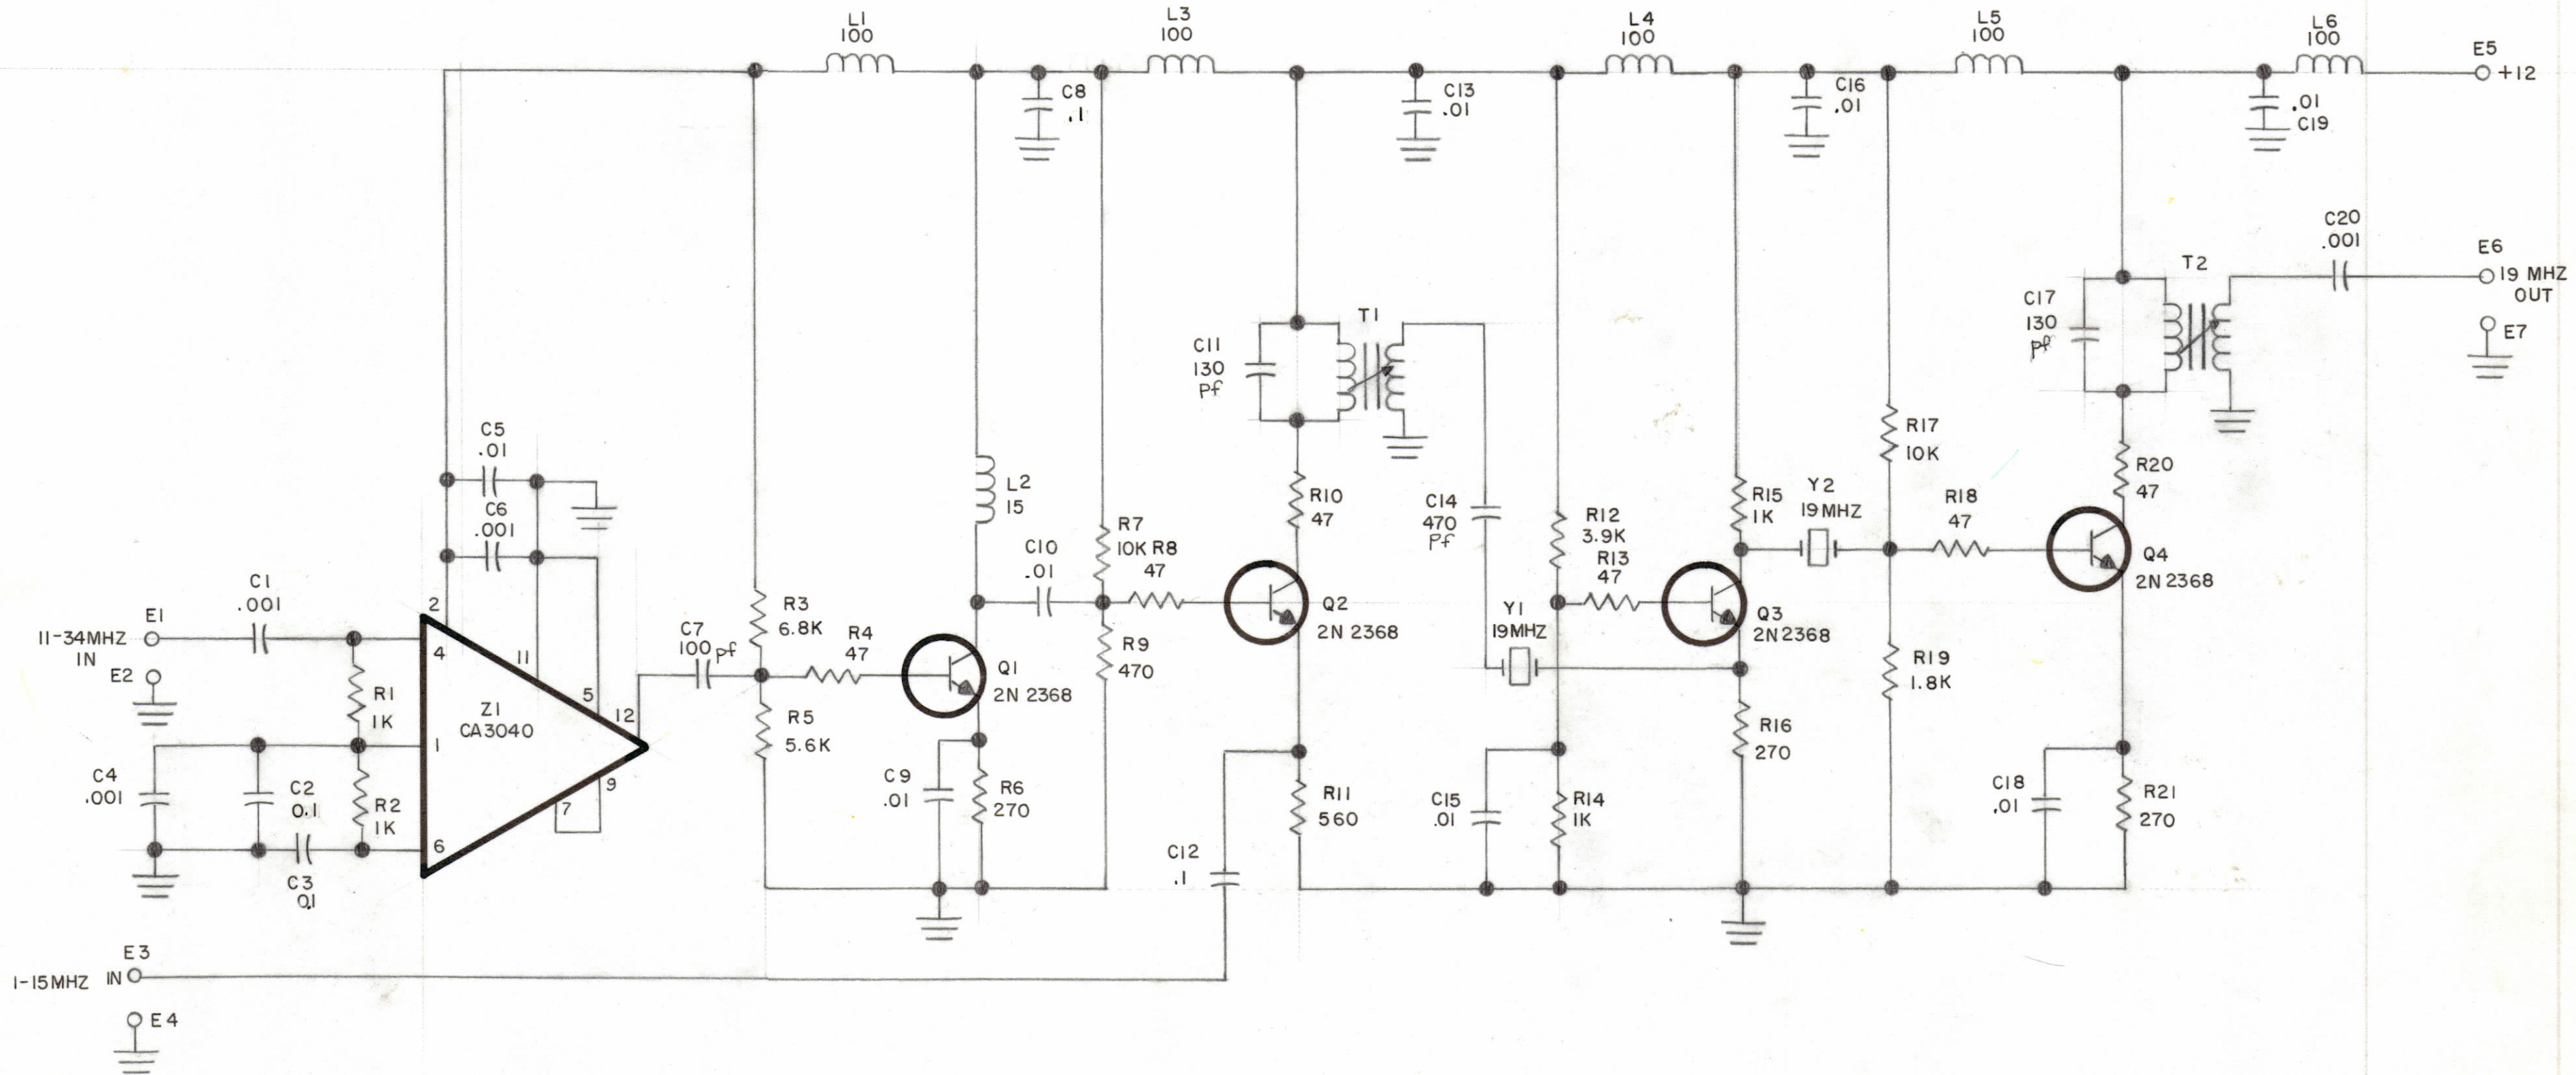 L1
100
L3
100
L4
100
L5
100
L6
100
E5
+12
C8
.1
C13
.01
C16
.01
.01
C19
C20
.001
E6
19 MHZ
OUT
E7
T2
C17
130
pf
T1
C11
130
Pf
R17
10K
R20
47
C5
.01
C6
.001
L2
15
R10
47
C14
470
Pf
R12
3.9K
R13
47
R15
1K
Y2
19MHZ
R18
47
Q4
2N 2368
R7
10K
R8
47
C10
.01
Q2
2N 2368
Y1
19MHZ
Q3
2N2368
C1
.001
E1
11-34MHZ
IN
E2
2
4
11
5
12
R3
6.8K
R4
47
C7
100 pf
Q1
2N 2368
R9
470
R1
1K
Z1
CA3040
1
R5
5.6K
R16
270
R19
1.8K
C4
.001
C2
0.1
R2
1K
C3
0.1
6
7
9
C9
.01
R6
270
R11
560
C12
.1
C15
.01
R14
1K
C18
.01
R21
270
E3
1-15MHZ IN
E4